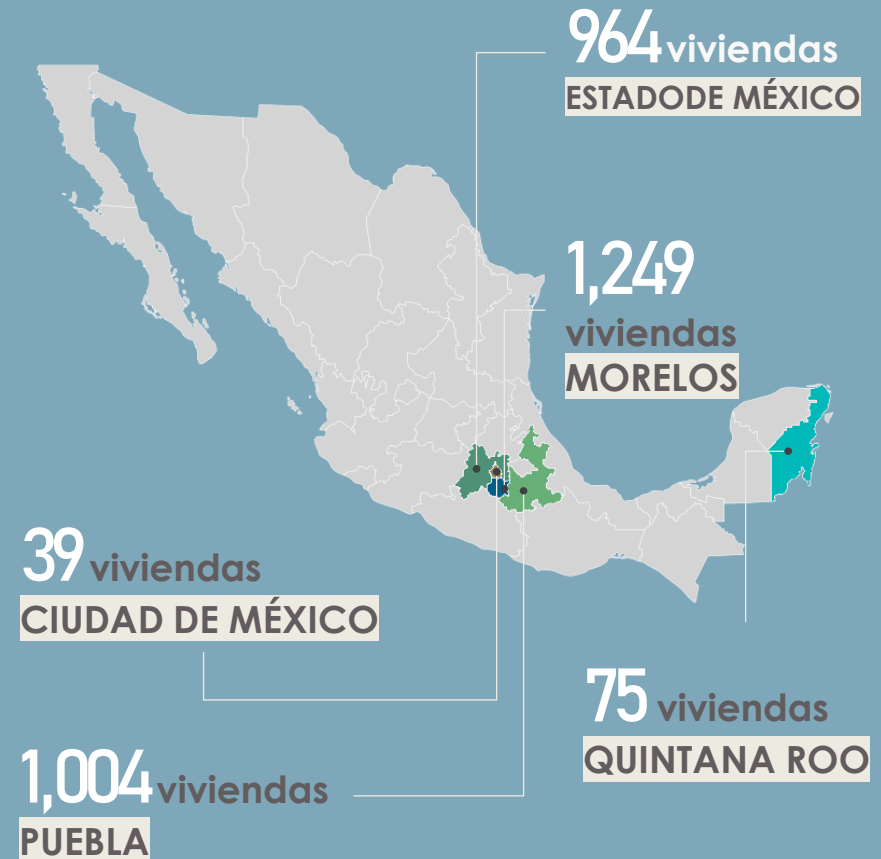 964 viviendas
ESTADODE MÉXICO
1,249
viviendas
MORELOS
39 viviendas
CIUDAD DE MÉXICO
75 viviendas
QUINTANA ROO
1,004 viviendas
PUEBLA